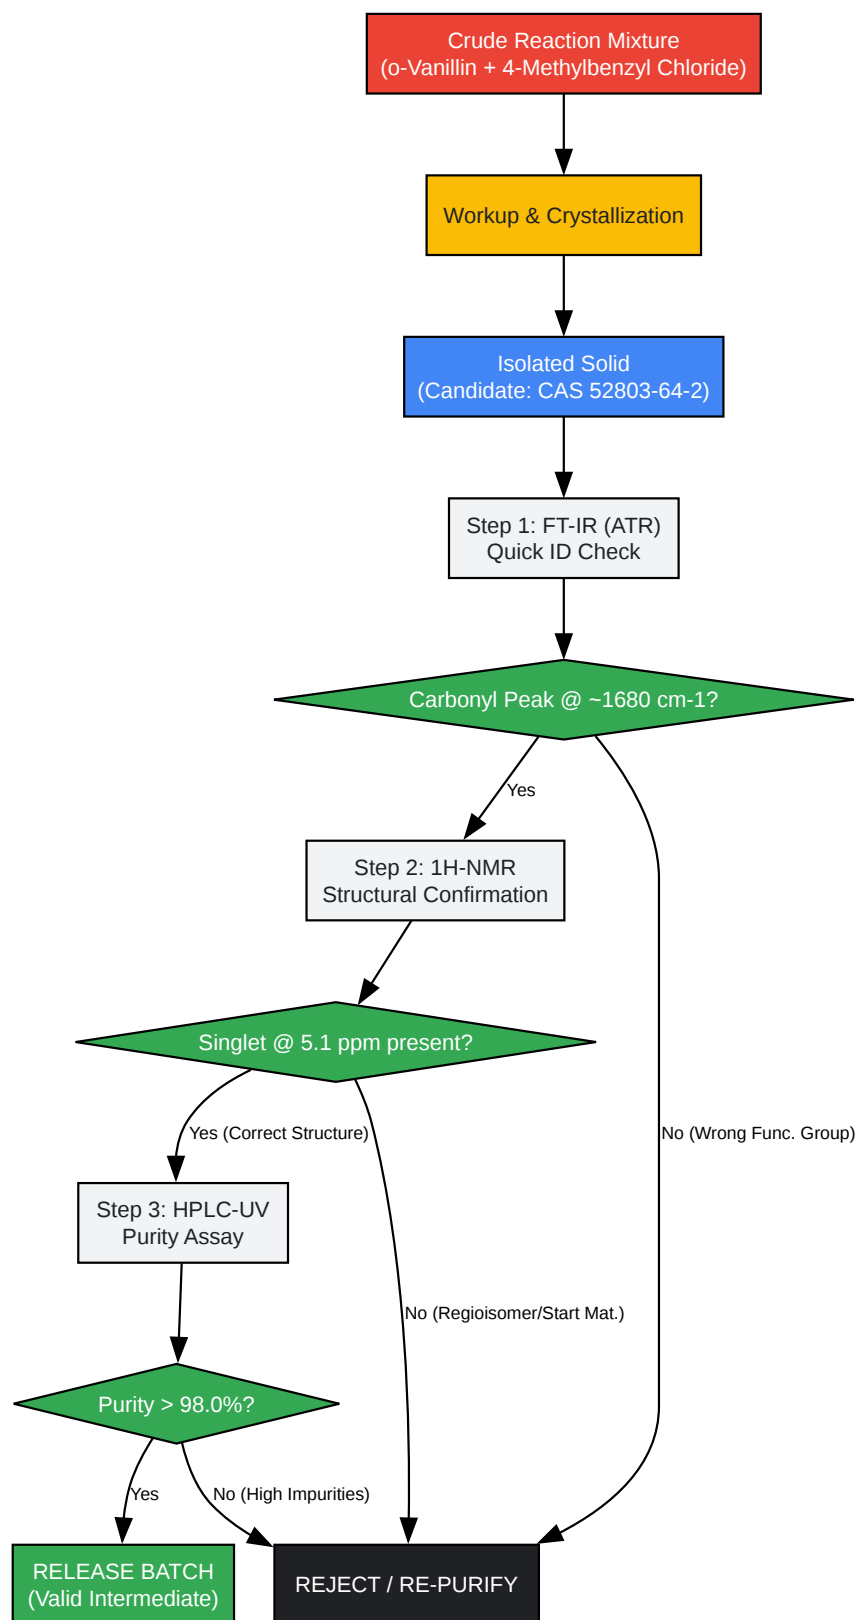 Crude Reaction Mixture
(o-Vanillin + 4-Methylbenzyl Chloride)
Workup & Crystallization
Isolated Solid
(Candidate: CAS 52803-64-2)
Step 1: FT-IR (ATR)
Quick ID Check
Carbonyl Peak @ ~1680 cm-1?
Yes
Step 2: 1H-NMR
Structural Confirmation
Singlet @ 5.1 ppm present?
Yes (Correct Structure)
No (Wrong Func. Group)
Step 3: HPLC-UV
Purity Assay
No (Regioisomer/Start Mat.)
Purity > 98.0%?
Yes
No (High Impurities)
RELEASE BATCH
(Valid Intermediate)
REJECT / RE-PURIFY